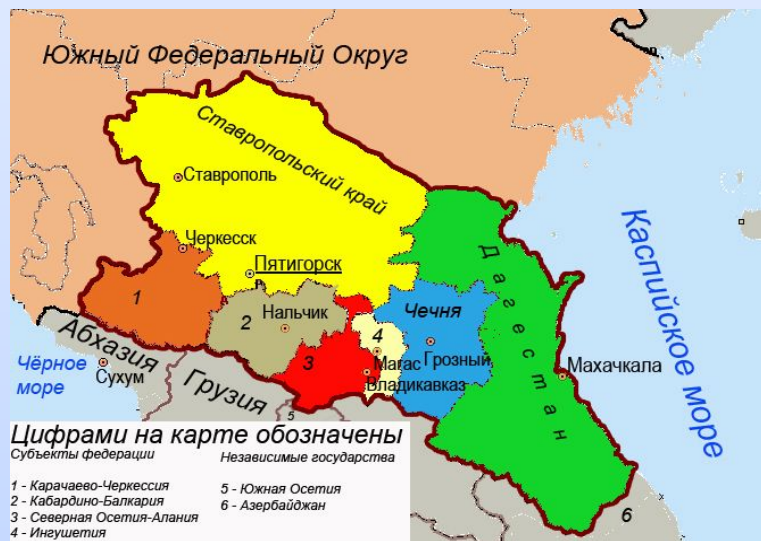 Южный Федеральный Округ
Ставропольский край
Ставрополь
Черкесск
Пятигорск
1
2
Нальчик
3
4
Магас
Владикавказ
Чечня
Грозный
Дагестан
Махачкала
Каспийское море
Абхазия
Чёрное
море
Сухум
Грузия
5
6
Цифрами на карте обозначены
Субъекты федерации
1 - Карачаево-Черкессия
2 - Кабардино-Балкария
3 - Северная Осетия-Алания
4 - Ингушетия
Независимые государства
5 - Южная Осетия
6 - Азербайджан